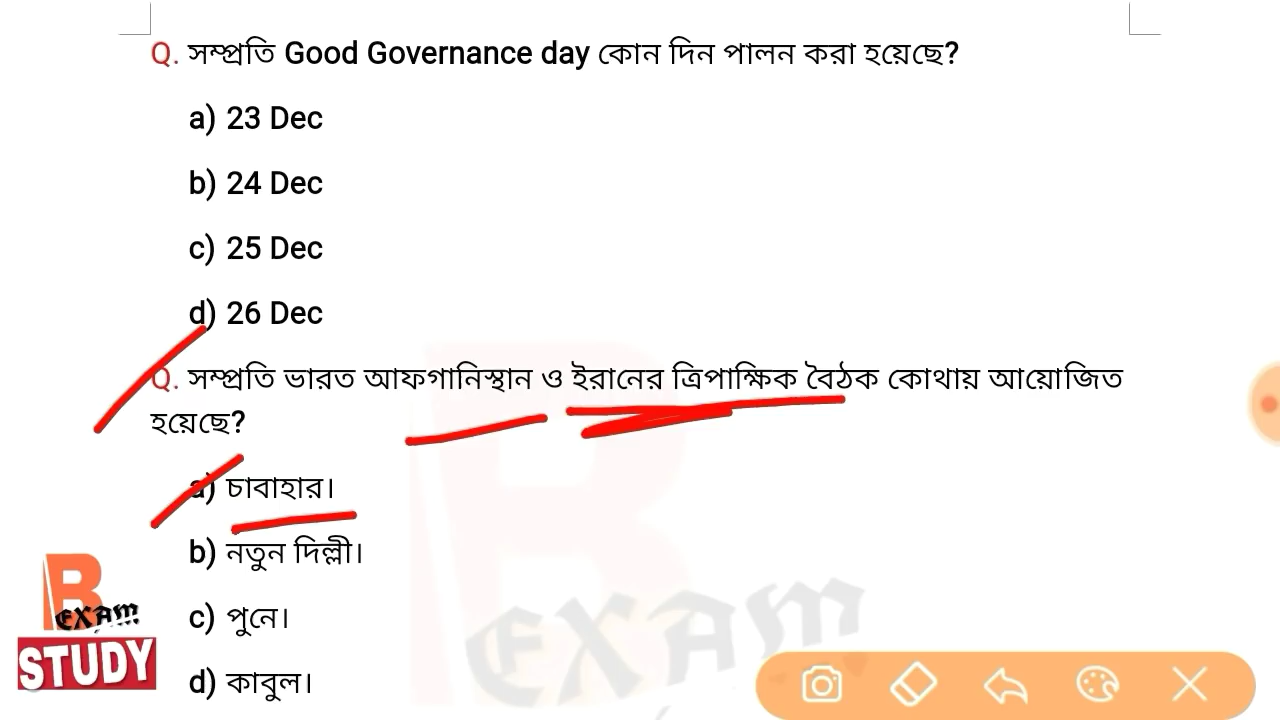 Q. সম্প্রতি Good Governance day কোন দিন পালন করা হয়েছে?
a) 23 Dec
b) 24 Dec
c) 25 Dec
d) 26 Dec
Q. সম্প্রতি ভারত আফগানিস্থান ও ইরানের ত্রিপাক্ষিক বৈঠক কোথায় আয়োজিত
হয়েছে?
a) চাবাহার।
b) নতুন দিল্লী।
c) পুনে।
d) কাবুল।
B
EXAM
STUDY
B
EXAM